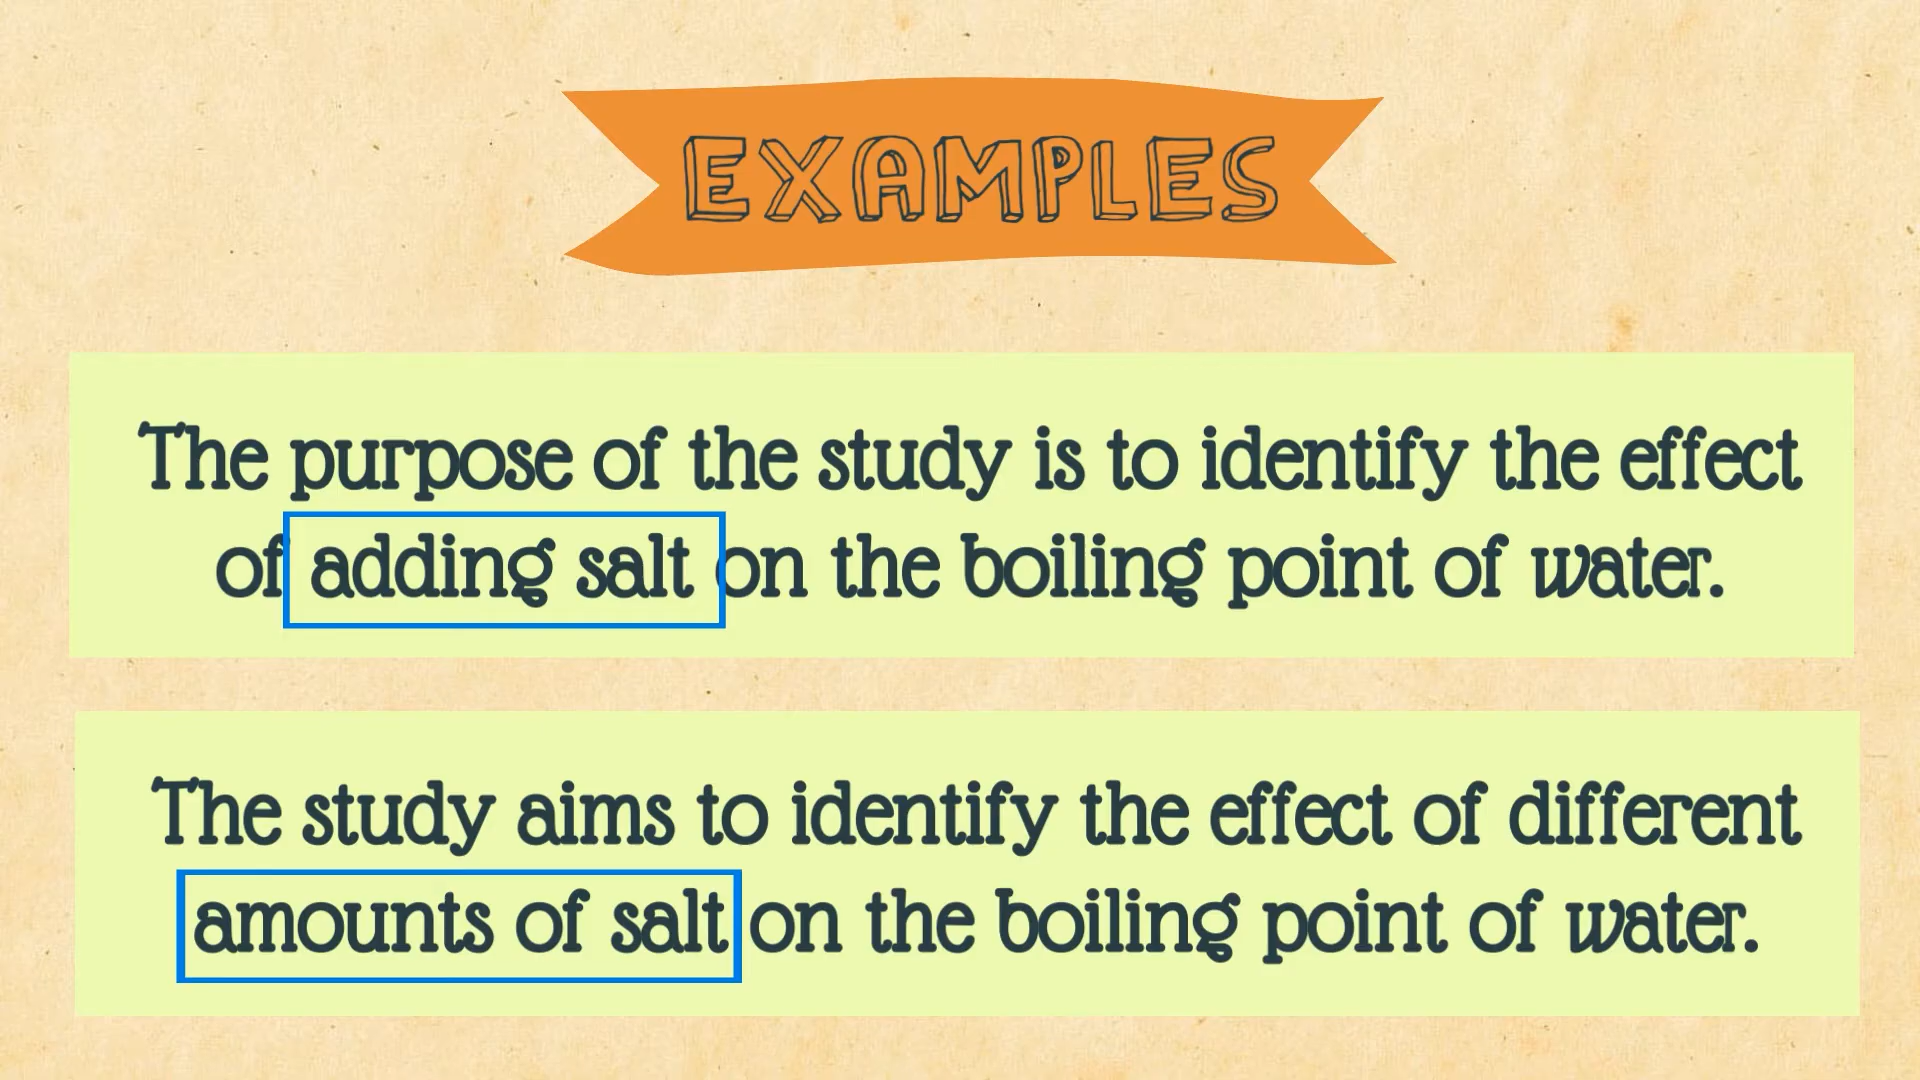 EXAMPLES
The purpose of the study is to identify the effect
of adding salt on the boiling point of water.
The study aims to identify the effect of different
amounts of salt on the boiling point of water.